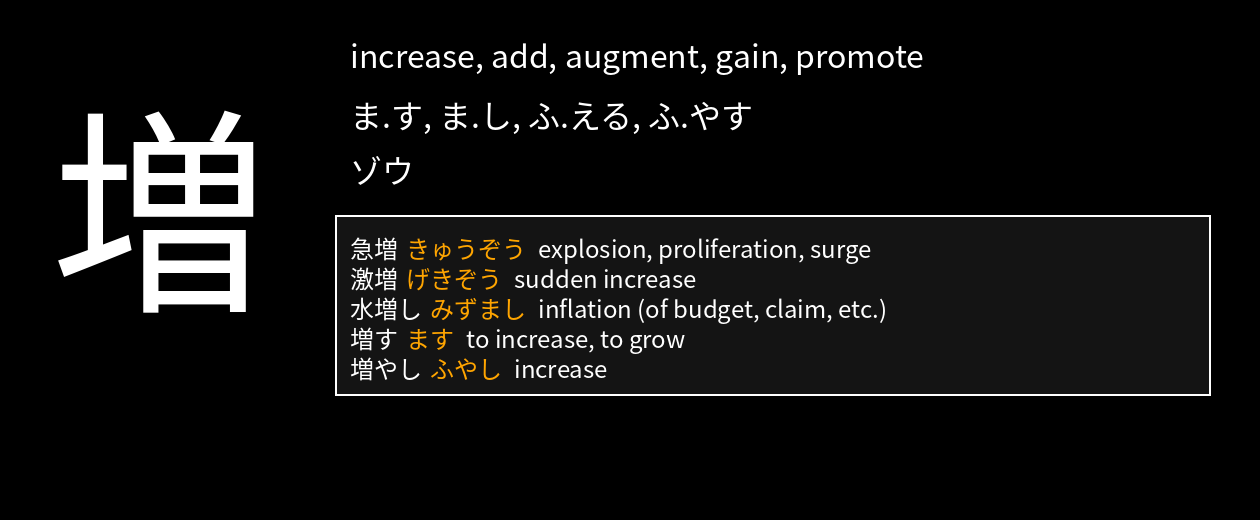 増
increase, add, augment, gain, promote
ま.す, ま.し, ふ.える, ふ.やす
ゾウ
急増 きゅうぞう explosion, proliferation, surge
激増 げきぞう sudden increase
水増し みずまし inflation (of budget, claim, etc.)
増す ます to increase, to grow
増やし ふやし increase